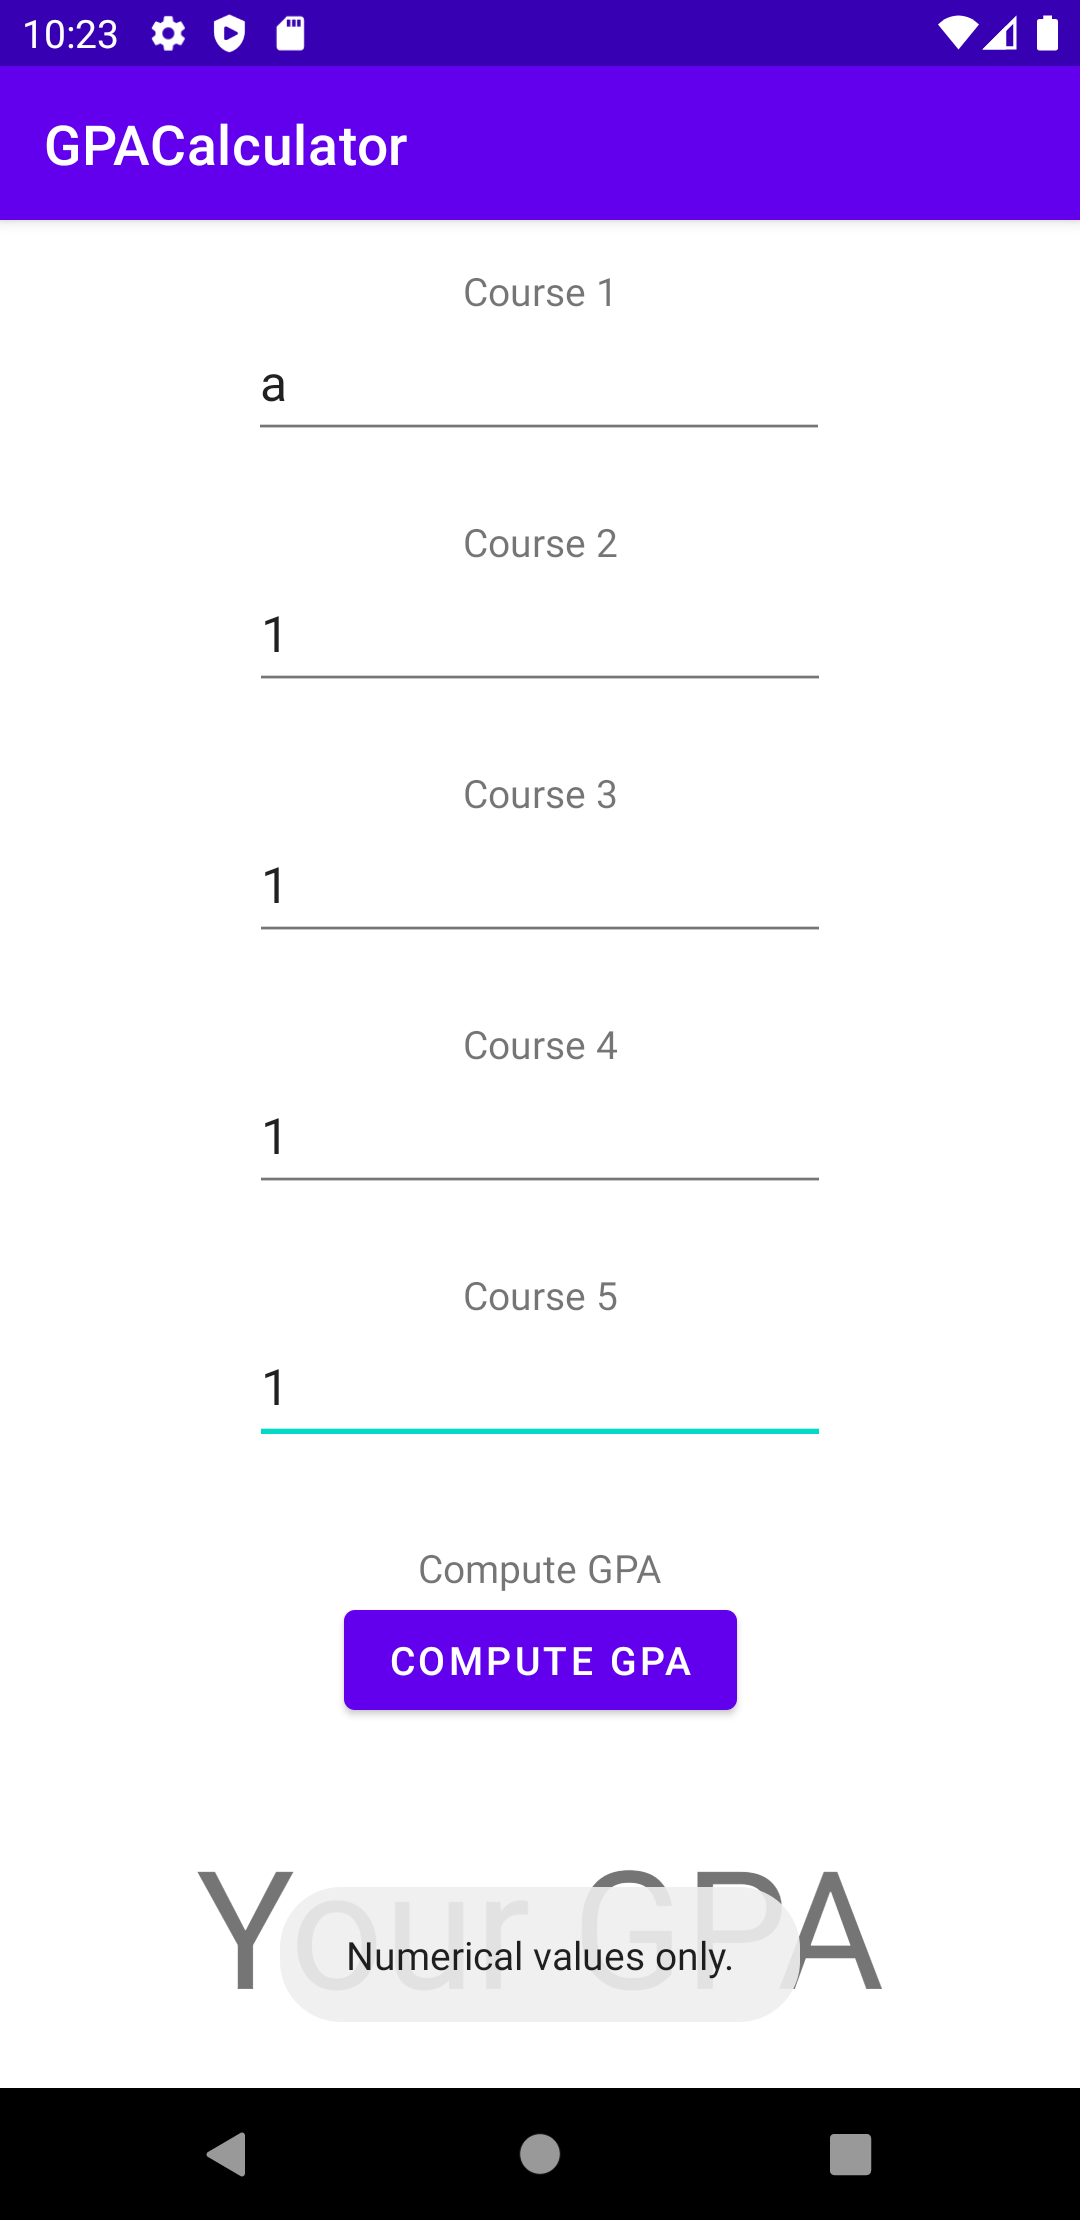 10:23
GPACalculator
Course 1
a
Course 2
1
Course 3
1
Course 4
1
Course 5
1
Compute GPA
COMPUTE GPA
Your GPA
Numerical values only.